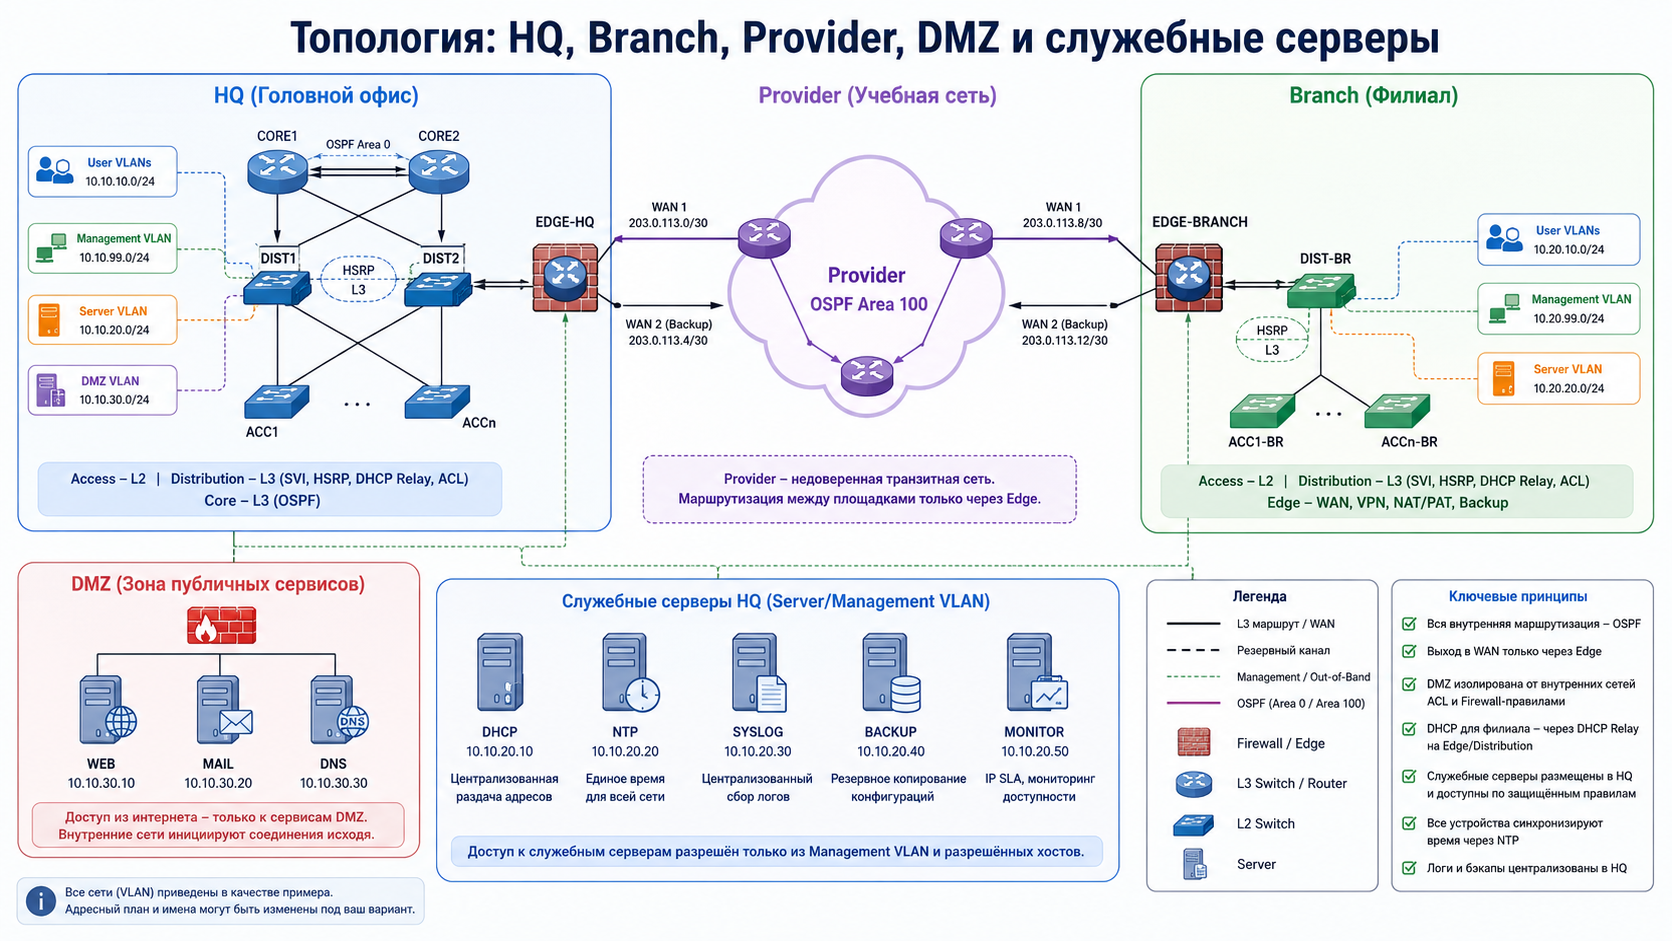 Топология: HQ, Branch, Provider, DMZ и служебные серверы
HQ (Головной офис)
User VLANs
10.10.10.0/24
Management VLAN
10.10.99.0/24
Server VLAN
10.10.20.0/24
DMZ VLAN
10.10.30.0/24
CORE1
OSPF Area 0
CORE2
DIST1
HSRP
L3
DIST2
ACC1
...
ACCn
EDGE-HQ
Access – L2 | Distribution – L3 (SVI, HSRP, DHCP Relay, ACL)
Core – L3 (OSPF)
Provider (Учебная сеть)
WAN 1
203.0.113.0/30
WAN 2 (Backup)
203.0.113.4/30
Provider
OSPF Area 100
WAN 1
203.0.113.8/30
WAN 2 (Backup)
203.0.113.12/30
Provider – недоверенная транзитная сеть.
Маршрутизация между площадками только через Edge.
Branch (Филиал)
EDGE-BRANCH
DIST-BR
HSRP
L3
ACC1-BR
...
ACCn-BR
User VLANs
10.20.10.0/24
Management VLAN
10.20.99.0/24
Server VLAN
10.20.20.0/24
Access – L2 | Distribution – L3 (SVI, HSRP, DHCP Relay, ACL)
Edge – WAN, VPN, NAT/PAT, Backup
DMZ (Зона публичных сервисов)
WEB
10.10.30.10
MAIL
10.10.30.20
DNS
DNS
10.10.30.30
Доступ из интернета – только к сервисам DMZ.
Внутренние сети инициируют соединения исходя.
Все сети (VLAN) приведены в качестве примера.
Адресный план и имена могут быть изменены под ваш вариант.
Служебные серверы HQ (Server/Management VLAN)
DHCP
10.10.20.10
Централизованная
раздача адресов
NTP
10.10.20.20
Единое время
для всей сети
SYSLOG
10.10.20.30
Централизованный
сбор логов
BACKUP
10.10.20.40
Резервное копирование
конфигураций
MONITOR
10.10.20.50
IP SLA, мониторинг
доступности
Доступ к служебным серверам разрешён только из Management VLAN и разрешённых хостов.
Легенда
L3 маршрут / WAN
Резервный канал
Management / Out-of-Band
OSPF (Area 0 / Area 100)
Firewall / Edge
L3 Switch / Router
L2 Switch
Server
Ключевые принципы
Вся внутренняя маршрутизация – OSPF
Выход в WAN только через Edge
DMZ изолирована от внутренних сетей
ACL и Firewall-правилами
DHCP для филиала – через DHCP Relay
на Edge/Distribution
Служебные серверы размещены в HQ
и доступны по защищённым правилам
Все устройства синхронизируют
время через NTP
Логи и бэкапы централизованы в HQ